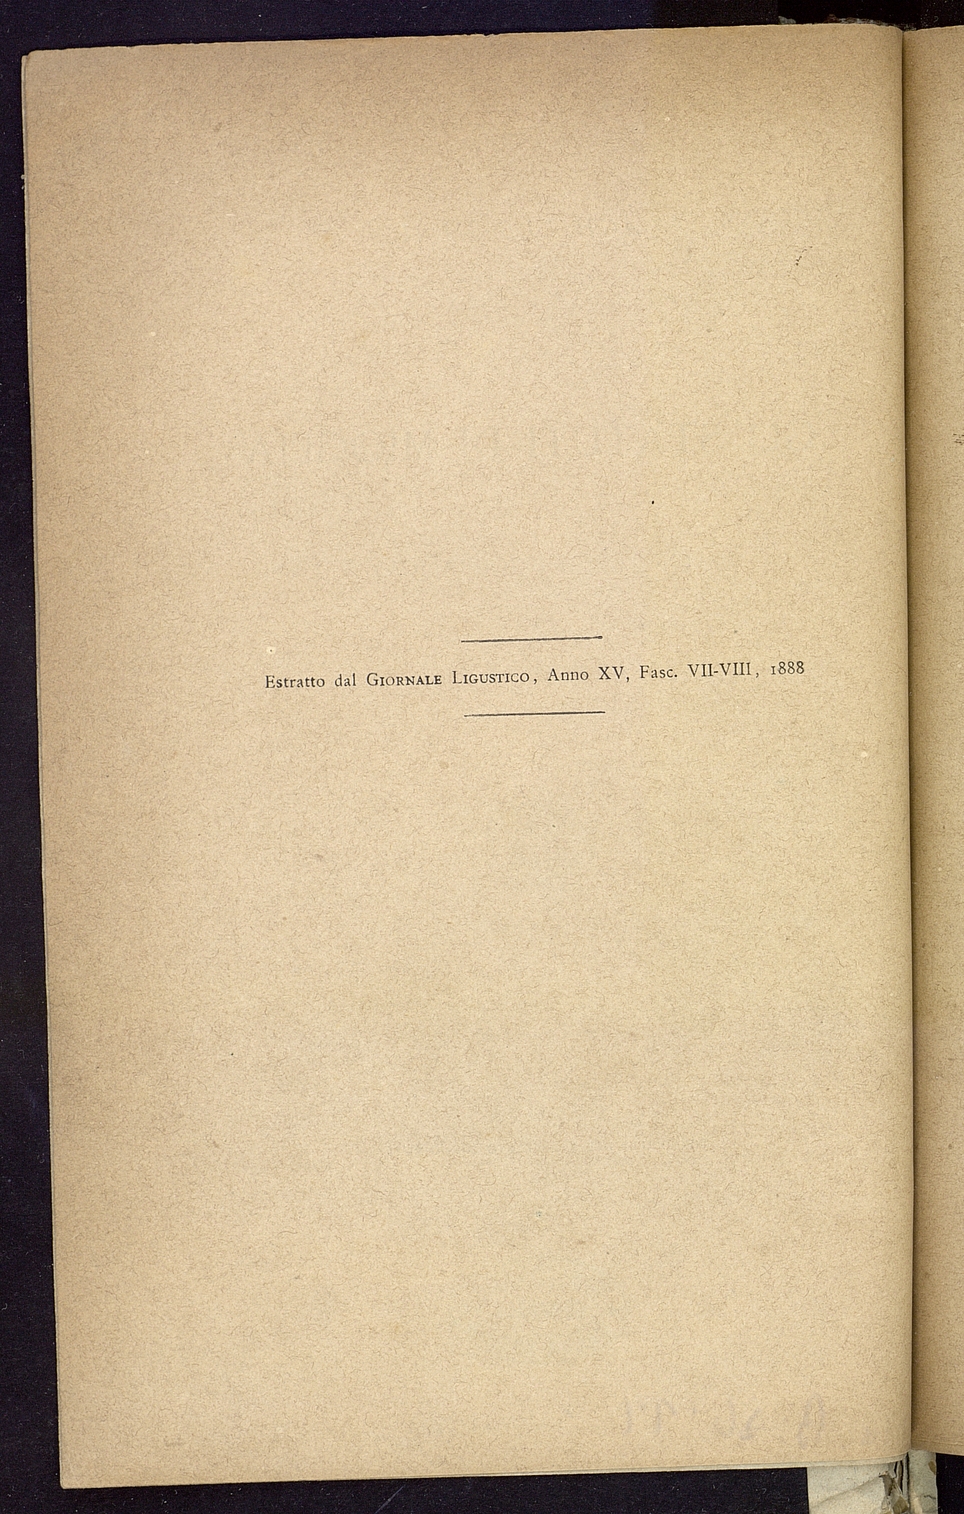 Estratto dal GIORNALE LIGUSTICO, Anno XV, Fasc. VII-VIII, 1888